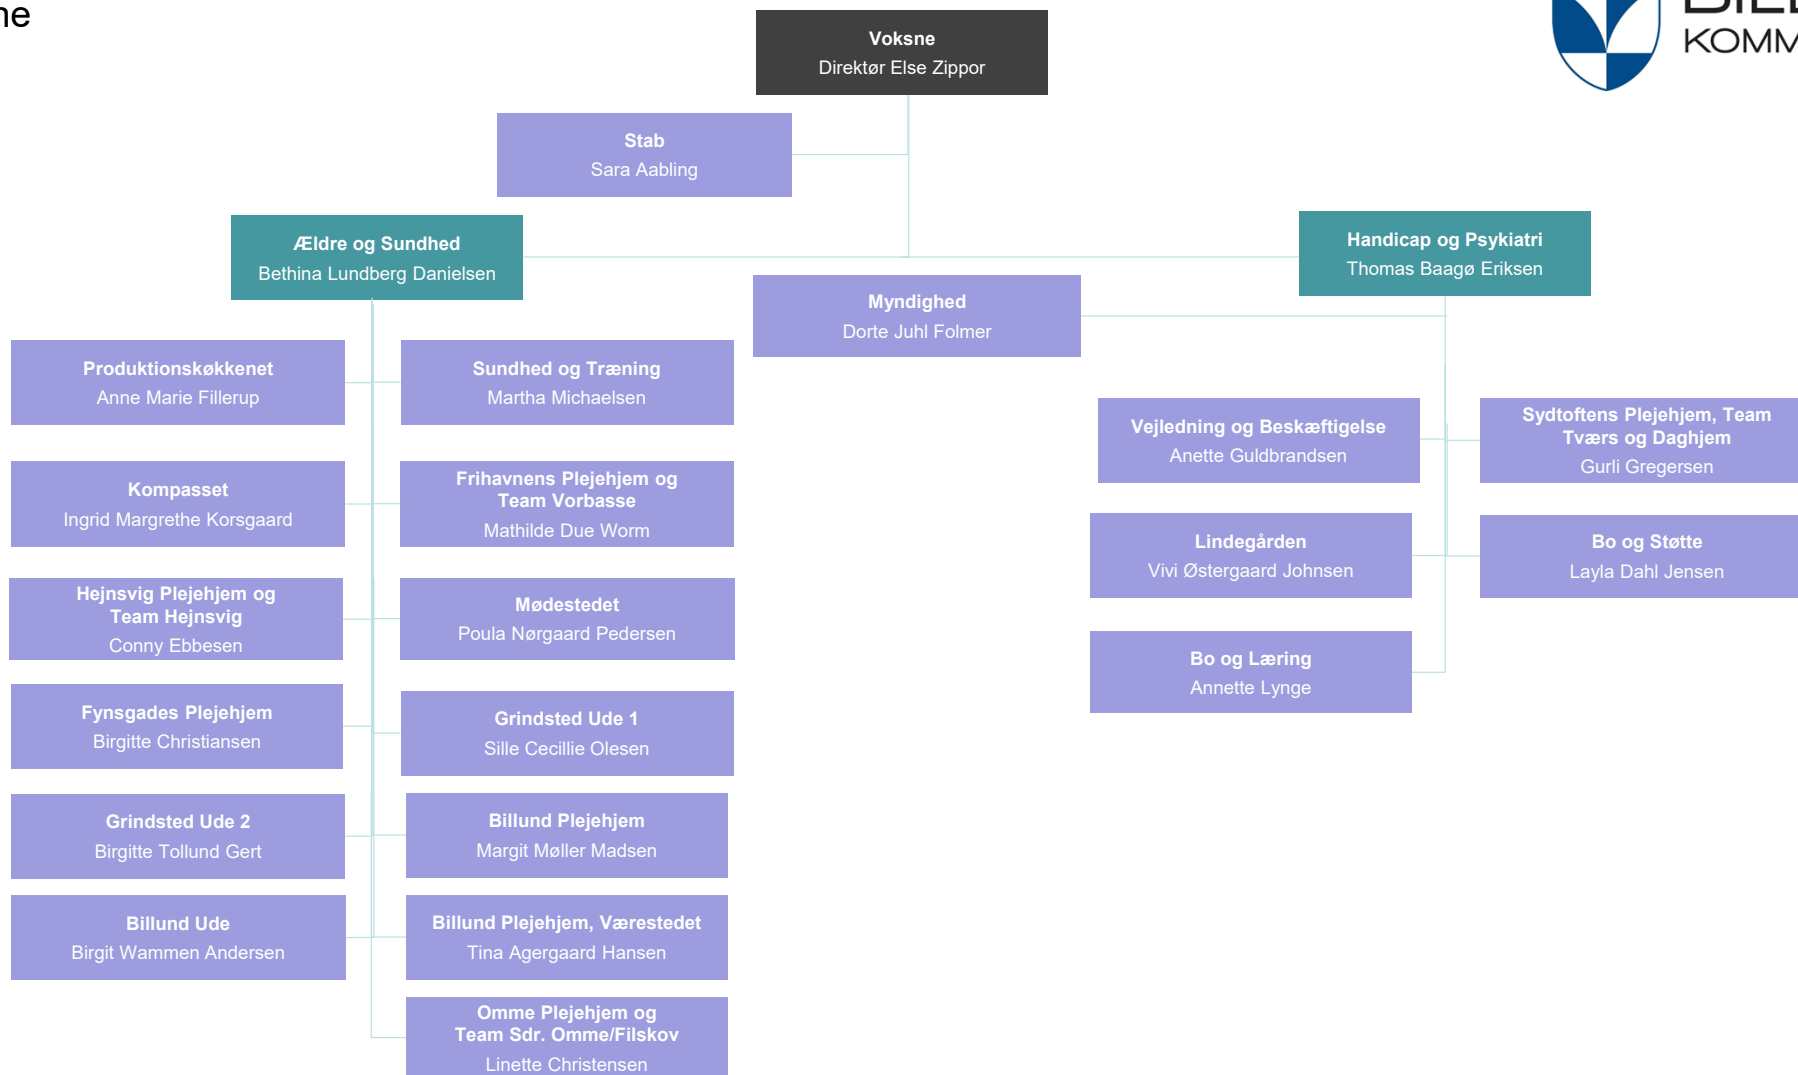 Voksne
Direktør Else Zippor
KOMM
Stab
Sara Aabling
Ældre og Sundhed
Bethina Lundberg Danielsen
Handicap og Psykiatri
Thomas Baagø Eriksen
Myndighed
Dorte Juhl Folmer
Produktionskøkkenet
Anne Marie Fillerup
Sundhed og Træning
Martha Michaelsen
Kompasset
Ingrid Margrethe Korsgaard
Frihavnens Plejehjem og
Team Vorbasse
Mathilde Due Worm
Hejnsvig Plejehjem og
Team Hejnsvig
Conny Ebbesen
Mødestedet
Poula Nørgaard Pedersen
Fynsgades Plejehjem
Birgitte Christiansen
Grindsted Ude 1
Sille Cecillie Olesen
Grindsted Ude 2
Birgitte Tollund Gert
Billund Plejehjem
Margit Møller Madsen
Billund Ude
Birgit Wammen Andersen
Billund Plejehjem, Værestedet
Tina Agergaard Hansen
Omme Plejehjem og
Team Sdr. Omme/Filskov
Linette Christensen
Vejledning og Beskæftigelse
Anette Guldbrandsen
Sydtoftens Plejehjem, Team
Tværs og Daghjem
Gurli Gregersen
Lindegården
Vivi Østergaard Johnsen
Bo og Støtte
Layla Dahl Jensen
Bo og Læring
Annette Lynge